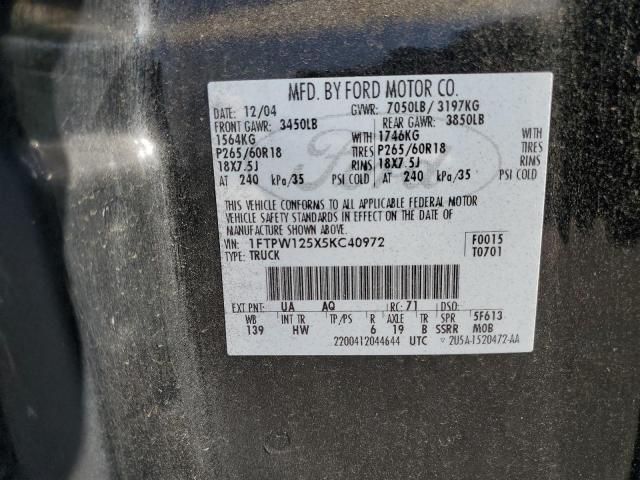 MFD. BY FORD MOTOR CO.
DATE: 12/04 GVWR: 7050LB/ 3197KG
FRONT GAWR: 3450LB REAR GAWR: 3850LB
1564KG WITH 1746KG WITH
P265/60R18 TIRES P265/60R18 TIRES
18X7.5J RIMS 18X7.5J RIMS
AT 240 kPa/35 PSI COLD AT 240 kPa/35 PSI COLD
Ford
THIS VEHICLE CONFORMS TO ALL APPLICABLE FEDERAL MOTOR
VEHICLE SAFETY STANDARDS IN EFFECT ON THE DATE OF
MANUFACTURE SHOWN ABOVE.
VIN: 1FTPW125X5KC40972 F0015
TYPE: TRUCK T0701
EXT PNT: UA AQ RC: 71 DSO:
WB INT TR TP/PS R AXLE TR SPR 5F613
139 HW 6 19 B SSRR MOB
2200412044644 UTC ▽ 2U5A-1520472-AA